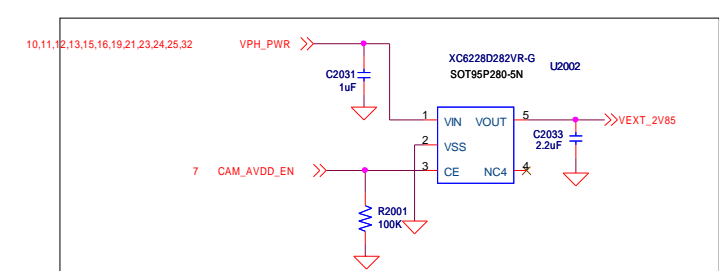 10,11,12,13,15,16,19,21,23,24,25,32 VPH_PWR
XC6228D282VR-G U2002
SOT95P280-5N
C2031
1uF
1 VIN VOUT 5 VEXT_2V85
C2033
2.2uF
2 VSS
7 CAM_AVDD_EN 3 CE NC4 4
R2001
100K